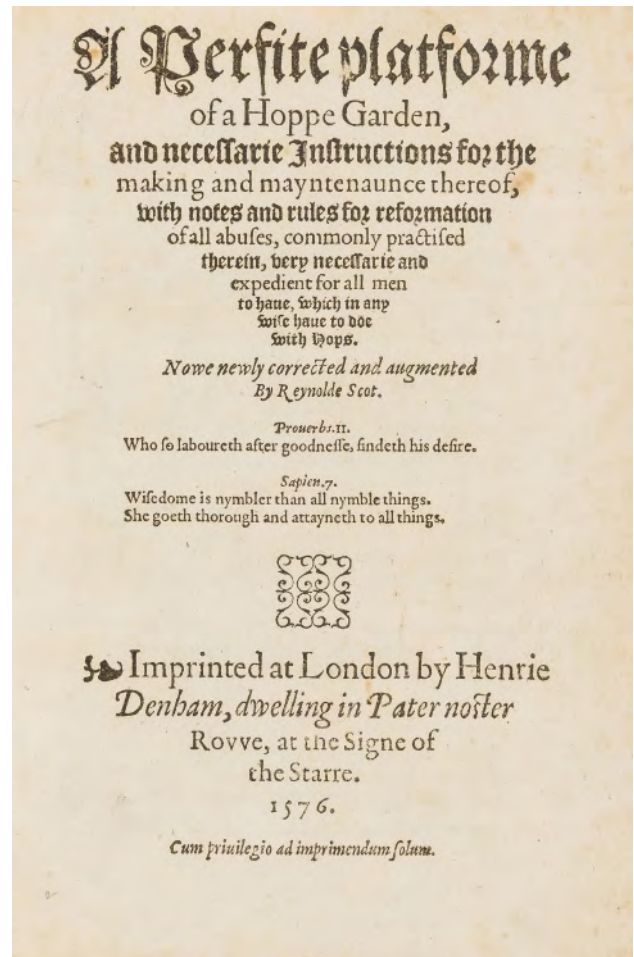 A Perfite platforme
of a Hoppe Garden,
and necessarie Instructions for the
making and mayntenaunce thereof,
with notes and rules for reformation
of all abuses, commonly practised
therein, very necessarie and
expedient for all men
to haue, which in any
wise haue to doe
with Hops.
Nowe newly corrected and augmented
By Reynolde Scot.
Prouerbs.11.
Who so laboureth after goodnesse, findeth his desire.
Sapien.7.
Wisedome is nymbler than all nymble things.
She goeth thorough and attayneth to all things.
Imprinted at London by Henrie
Denham, dwelling in Pater noster
Rovve, at the Signe of
the Starre.
1576.
Cum priuilegio ad imprimendum solum.